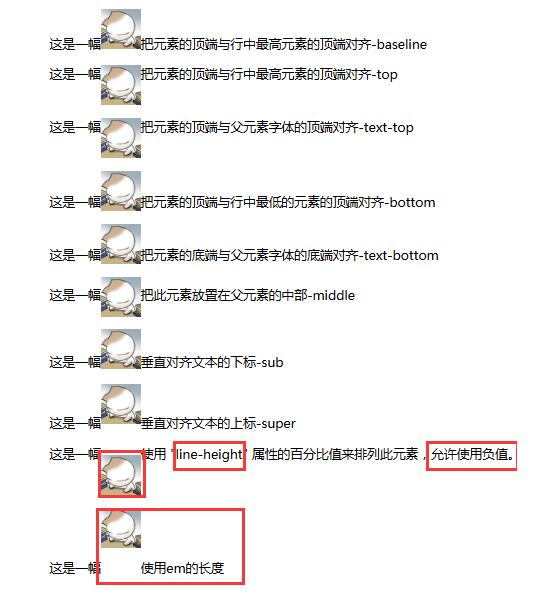 这是一幅把元素的顶端与行中最高元素的顶端对齐-baseline
这是一幅把元素的顶端与行中最高元素的顶端对齐-top
这是一幅把元素的顶端与父元素字体的顶端对齐-text-top
这是一幅把元素的顶端与行中最低的元素的顶端对齐-bottom
这是一幅把元素的底端与父元素字体的底端对齐-text-bottom
这是一幅把此元素放置在父元素的中部-middle
这是一幅垂直对齐文本的下标-sub
这是一幅垂直对齐文本的上标-super
这是一幅使用 "line-height" 属性的百分比值来排列此元素，允许使用负值。
这是一幅使用em的长度